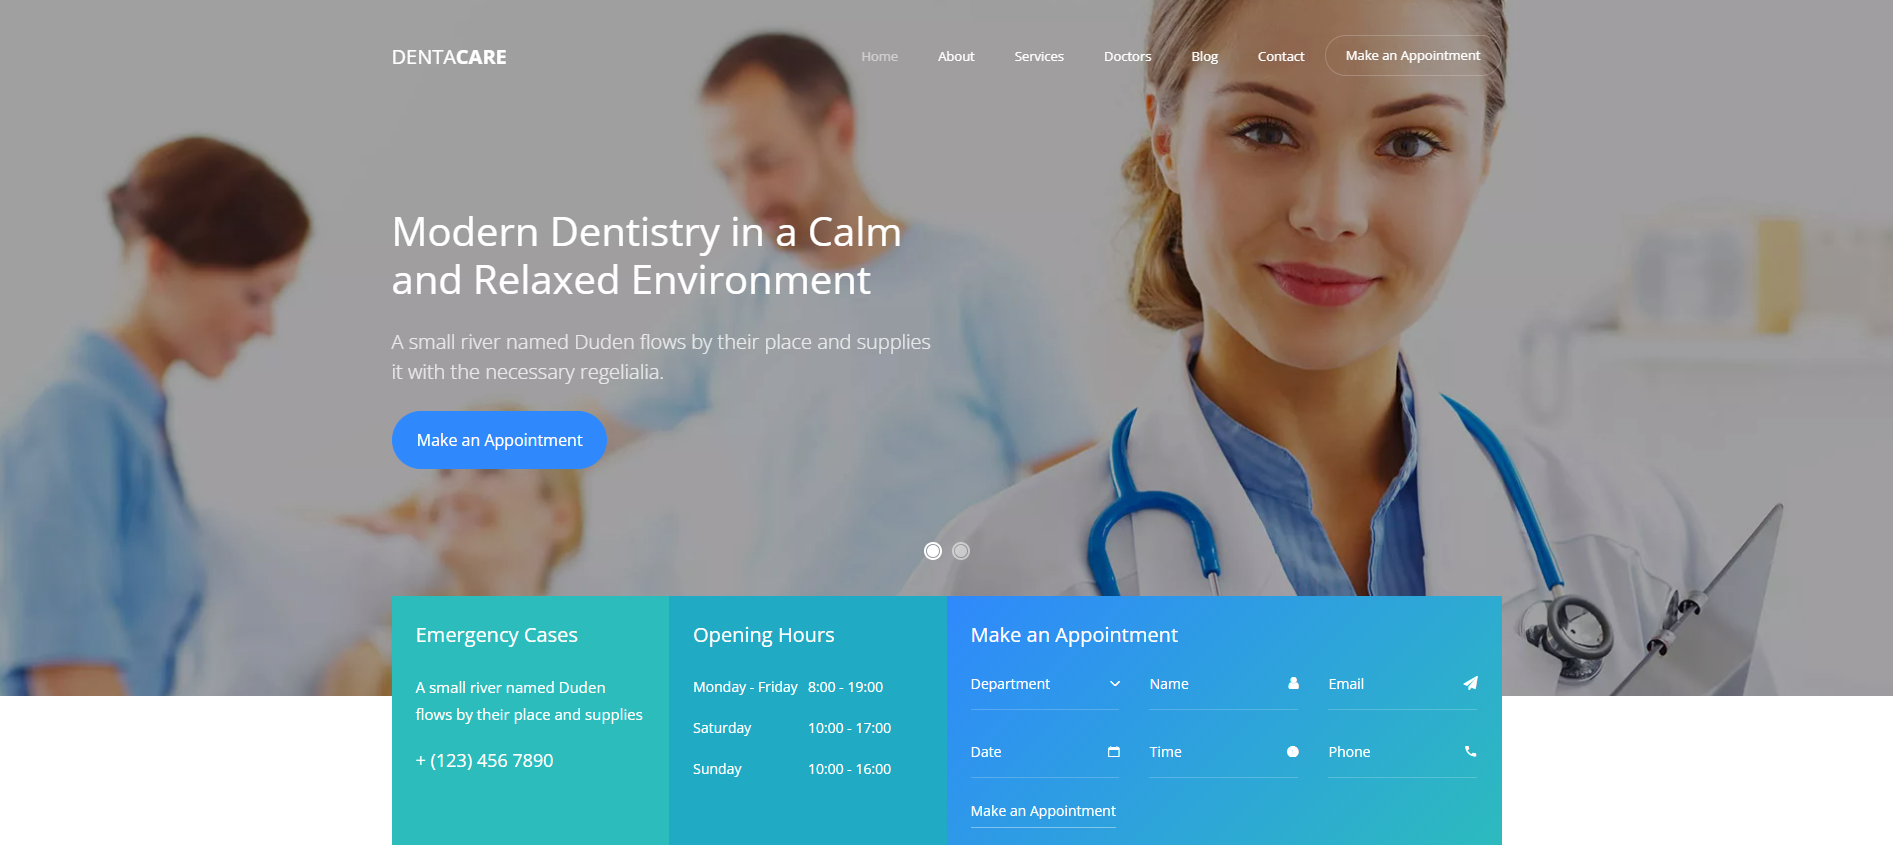 DENTACARE
Home About Services Doctors Blog Contact Make an Appointment
Modern Dentistry in a Calm
and Relaxed Environment
A small river named Duden flows by their place and supplies
it with the necessary regelialia.
Make an Appointment
Emergency Cases
A small river named Duden
flows by their place and supplies
+ (123) 456 7890
Opening Hours
Monday - Friday 8:00 - 19:00
Saturday 10:00 - 17:00
Sunday 10:00 - 16:00
Make an Appointment
Department Name Email
Date Time Phone
Make an Appointment